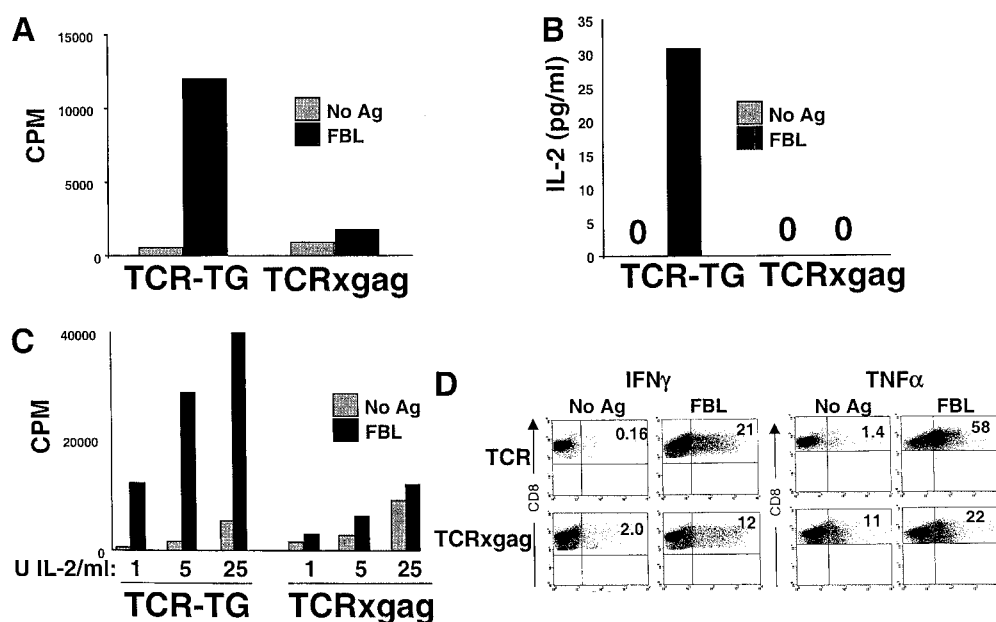 A
15000
10000
5000
0
CPM
No Ag
FBL
TCR-TG
TCRxgag
B
35
30
25
20
15
10
5
0
IL-2 (pg/ml)
No Ag
FBL
0
0
0
TCR-TG
TCRxgag
C
40000
20000
0
CPM
No Ag
FBL
U IL-2/ml: 1 5 25 1 5 25
TCR-TG
TCRxgag
D
IFNγ
TNFα
No Ag
FBL
No Ag
FBL
TCR
0.16
21
1.4
58
CD8
CD8
TCRxgag
2.0
12
11
22